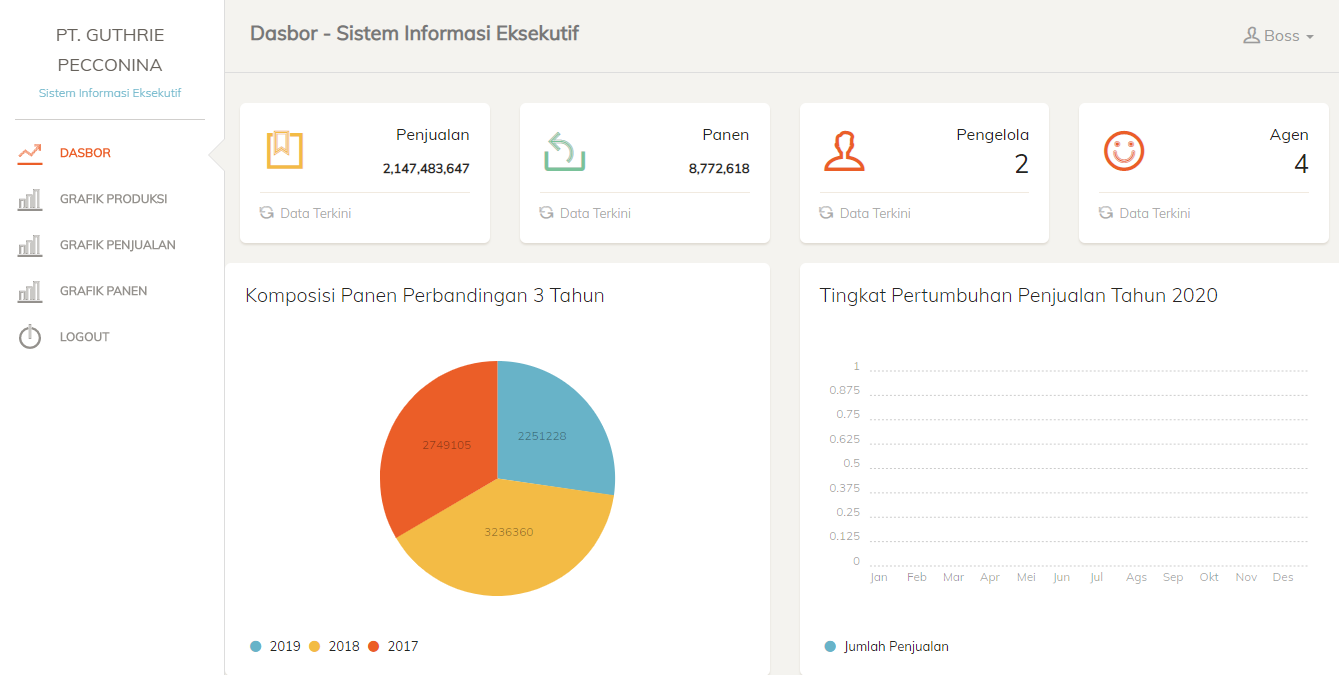 PT. GUTHRIE
PECCONINA
Sistem Informasi Eksekutif
DASBOR
GRAFIK PRODUKSI
GRAFIK PENJUALAN
GRAFIK PANEN
LOGOUT
Dasbor - Sistem Informasi Eksekutif
Boss
Penjualan
2,147,483,647
Data Terkini
Panen
8,772,618
Data Terkini
Pengelola
2
Data Terkini
Agen
4
Data Terkini
Komposisi Panen Perbandingan 3 Tahun
2749105
2251228
3236360
2019 2018 2017
Tingkat Pertumbuhan Penjualan Tahun 2020
1
0.875
0.75
0.625
0.5
0.375
0.25
0.125
0
Jan Feb Mar Apr Mei Jun Jul Ags Sep Okt Nov Des
Jumlah Penjualan